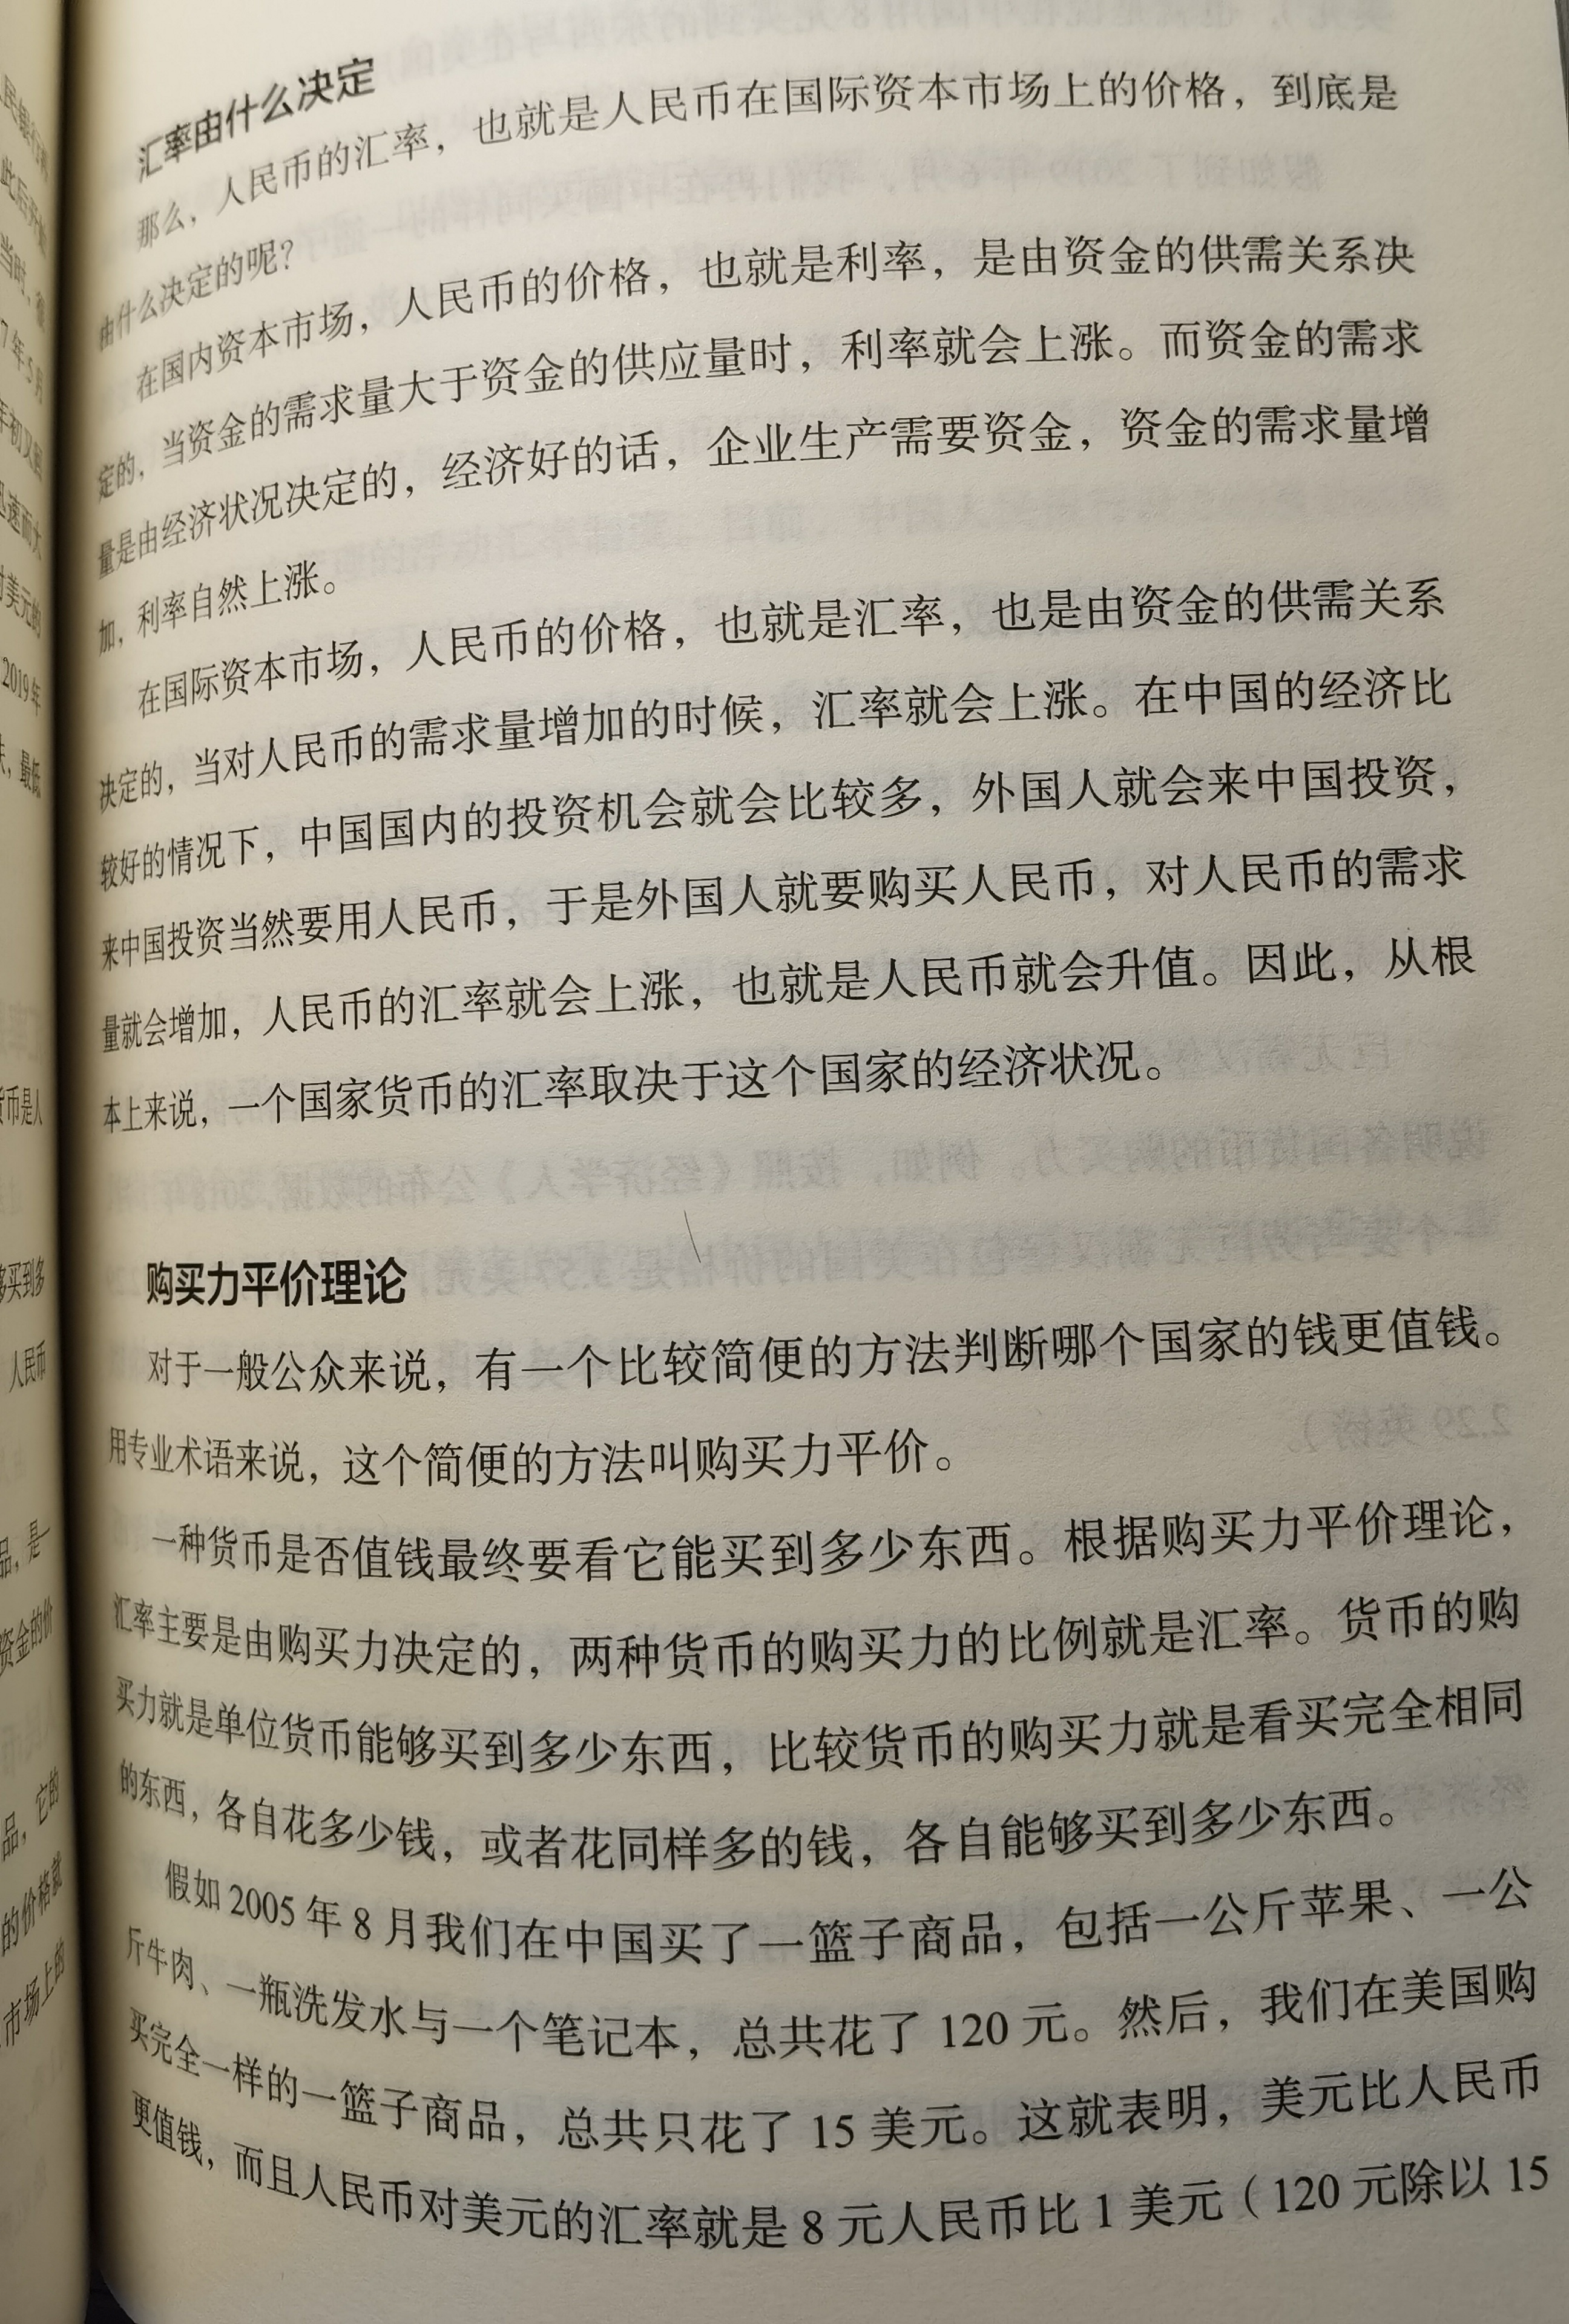 汇率由什么决定
那么，人民币的汇率，也就是人民币在国际资本市场上的价格，到底是
由什么决定的呢？
在国内资本市场，人民币的价格，也就是利率，是由资金的供需关系决
定的，当资金的需求量大于资金的供应量时，利率就会上涨。而资金的需求
量是由经济状况决定的，经济好的话，企业生产需要资金，资金的需求量增
加，利率自然上涨。
在国际资本市场，人民币的价格，也就是汇率，也是由资金的供需关系
决定的，当对人民币的需求量增加的时候，汇率就会上涨。在中国的经济比
较好的情况下，中国国内的投资机会就会比较多，外国人就会来中国投资，
来中国投资当然要用人民币，于是外国人就要购买人民币，对人民币的需求
量就会增加，人民币的汇率就会上涨，也就是人民币就会升值。因此，从根
本上来说，一个国家货币的汇率取决于这个国家的经济状况。
购买力平价理论
对于一般公众来说，有一个比较简便的方法判断哪个国家的钱更值钱。
用专业术语来说，这个简便的方法叫购买力平价。
一种货币是否值钱最终要看它能买到多少东西。根据购买力平价理论，
汇率主要是由购买力决定的，两种货币的购买力的比例就是汇率。货币的购
买力就是单位货币能够买到多少东西，比较货币的购买力就是看买完全相同
的东西，各自花多少钱，或者花同样多的钱，各自能够买到多少东西。
假如 2005 年 8 月我们在中国买了一篮子商品，包括一公斤苹果、一公
斤牛肉、一瓶洗发水与一个笔记本，总共花了 120 元。然后，我们在美国购
买完全一样的一篮子商品，总共只花了 15 美元。这就表明，美元比人民币
更值钱，而且人民币对美元的汇率就是 8 元人民币比 1 美元（120 元除以 15